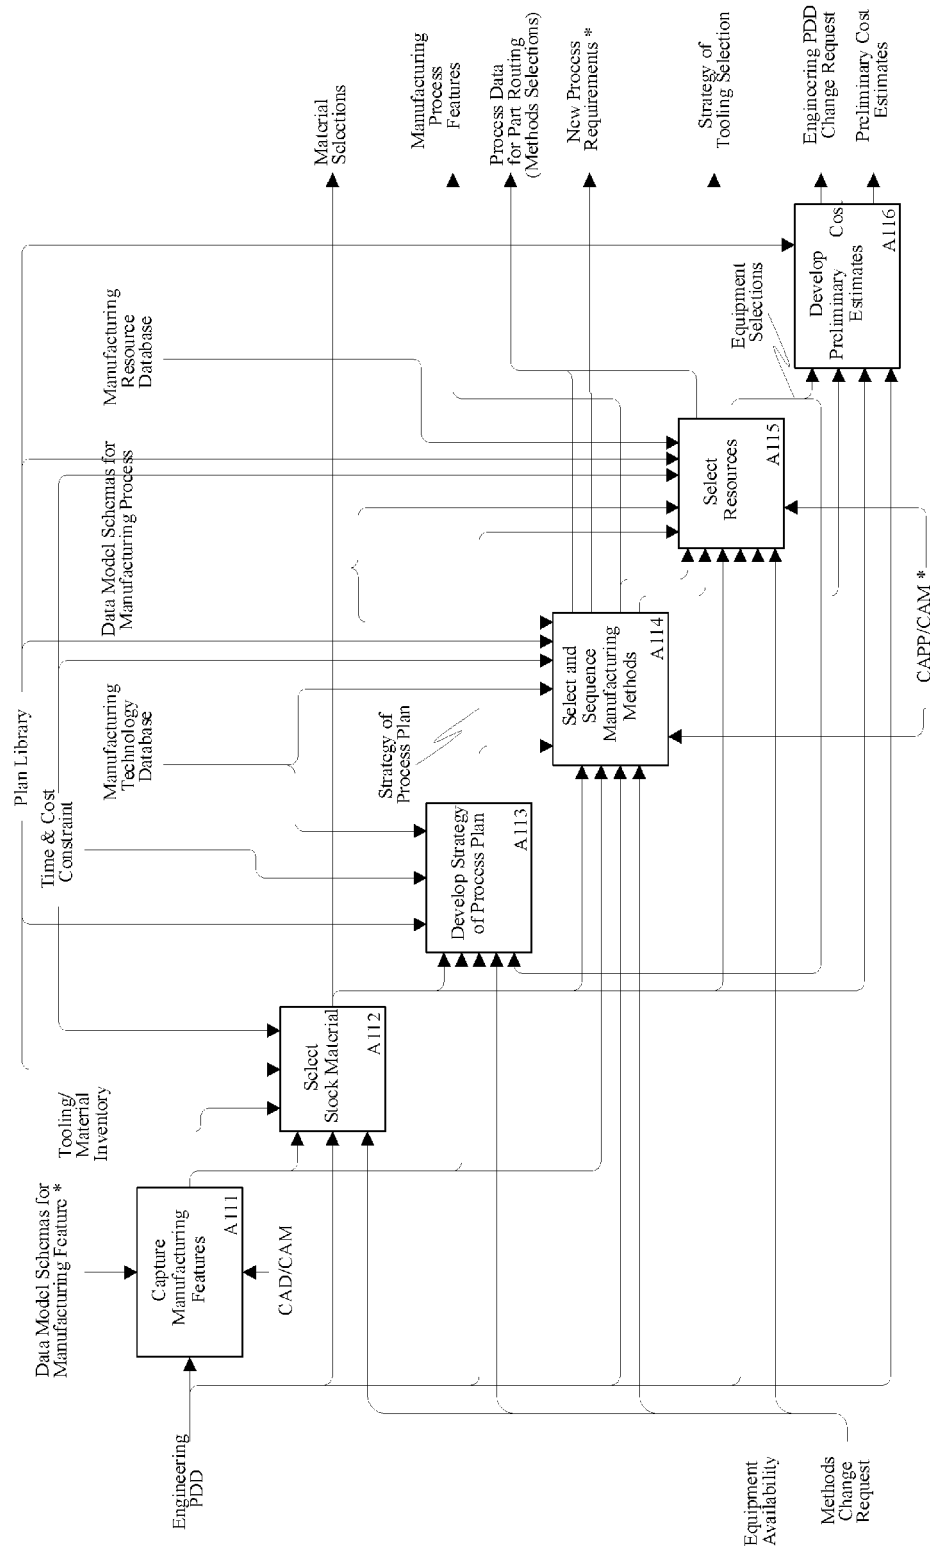 Data Model Schemas for
Manufacturing Feature *
Tooling/
Material
Inventory
Time & Cost
Constraint
Plan Library
Manufacturing
Technology
Database
Data Model Schemas for
Manufacturing Process
Manufacturing
Resource
Database
Engineering
PDD
Capture
Manufacturing
Features
A111
CAD/CAM
Select
Stock Material
A112
Develop Strategy
of Process Plan
A113
Strategy of
Process Plan
Select and
Sequence
Manufacturing
Methods
A114
Select
Resources
A115
Equipment
Selections
Develop
Preliminary Cos
Estimates
A116
CAPP/CAM *
Equipment
Availability
Methods
Change
Request
Material
Selections
Manufacturing
Process
Features
Process Data
for Part Routing
(Methods Selections)
New Process
Requirements *
Strategy of
Tooling Selection
Engineering PDD
Change Request
Preliminary Cost
Estimates